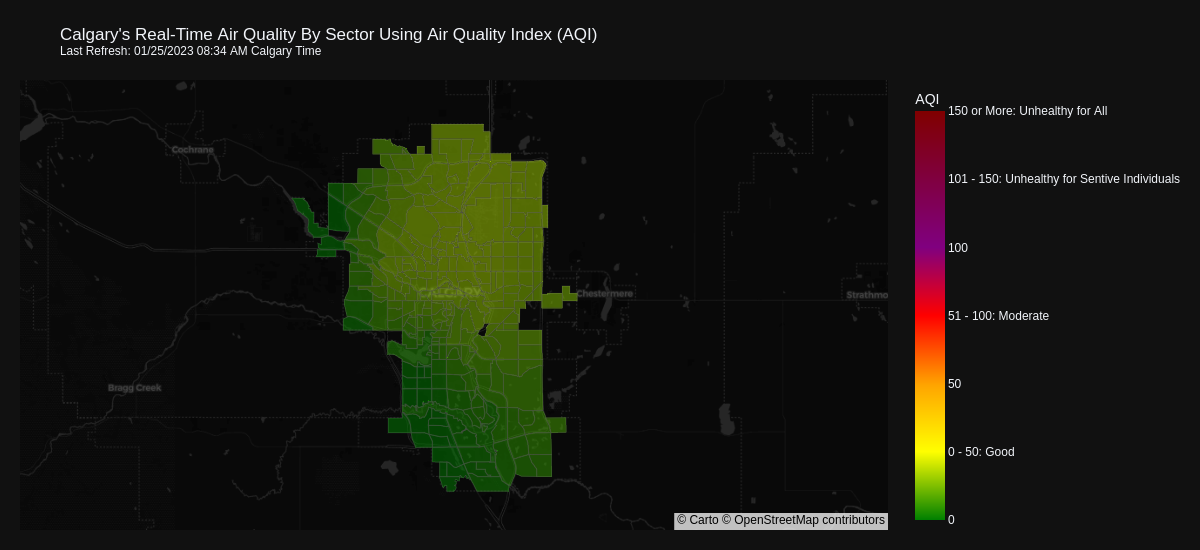 Calgary's Real-Time Air Quality By Sector Using Air Quality Index (AQI)
Last Refresh: 01/25/2023 08:34 AM Calgary Time
AQI
150 or More: Unhealthy for All
Cochrane
101 - 150: Unhealthy for Sentive Individuals
100
CALGARY
Chestermere
Strathmo
51 - 100: Moderate
Bragg Creek
50
0 - 50: Good
© Carto © OpenStreetMap contributors
0